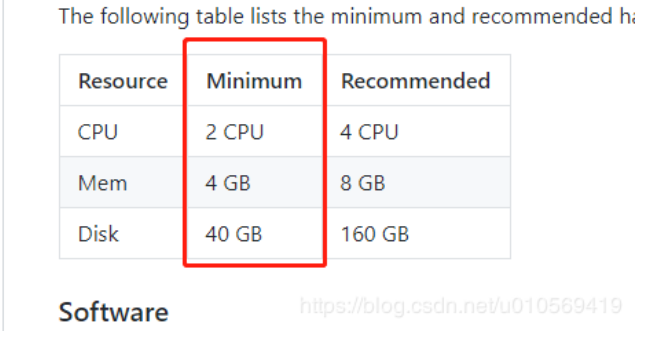 The following table lists the minimum and recommended
Resource Minimum Recommended
CPU 2 CPU 4 CPU
Mem 4 GB 8 GB
Disk 40 GB 160 GB
Software
https://blog.csdn.net/u010569419